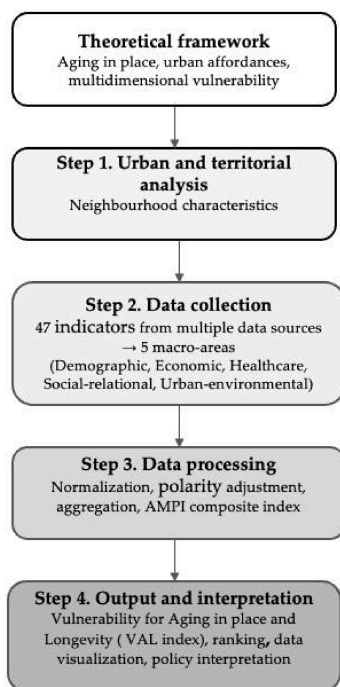 Theoretical framework
Aging in place, urban affordances,
multidimensional vulnerability
Step 1. Urban and territorial
analysis
Neighbourhood characteristics
Step 2. Data collection
47 indicators from multiple data sources
→ 5 macro-areas
(Demographic, Economic, Healthcare,
Social-relational, Urban-environmental)
Step 3. Data processing
Normalization, polarity adjustment,
aggregation, AMPI composite index
Step 4. Output and interpretation
Vulnerability for Aging in place and
Longevity ( VAL index), ranking, data
visualization, policy interpretation